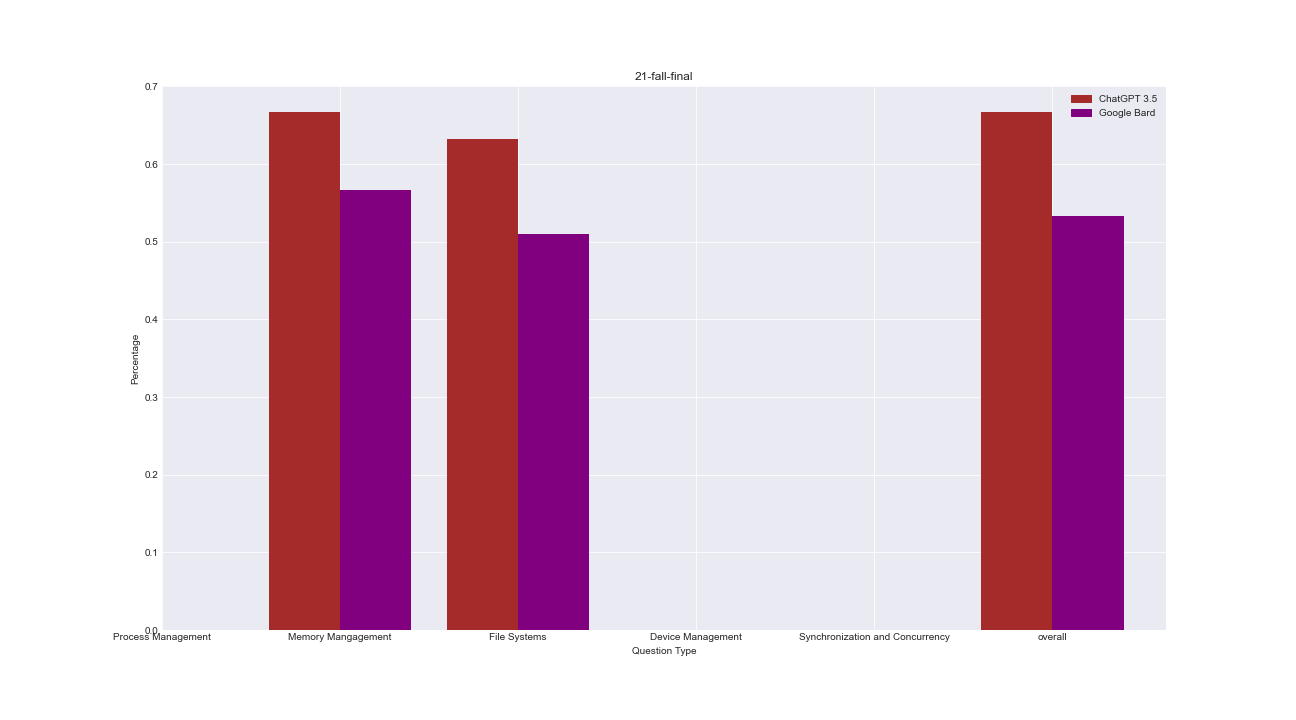 21-fall-final
ChatGPT 3.5
Google Bard
0.7
0.6
0.5
0.4
0.3
0.2
0.1
0.0
Percentage
Process Management
Memory Mangagement
File Systems
Device Management
Synchronization and Concurrency
overall
Question Type